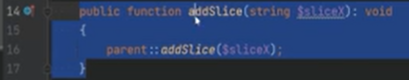 14 public function addSlice(string $sliceX): void
15 {
16 parent::addSlice($sliceX);
17 }